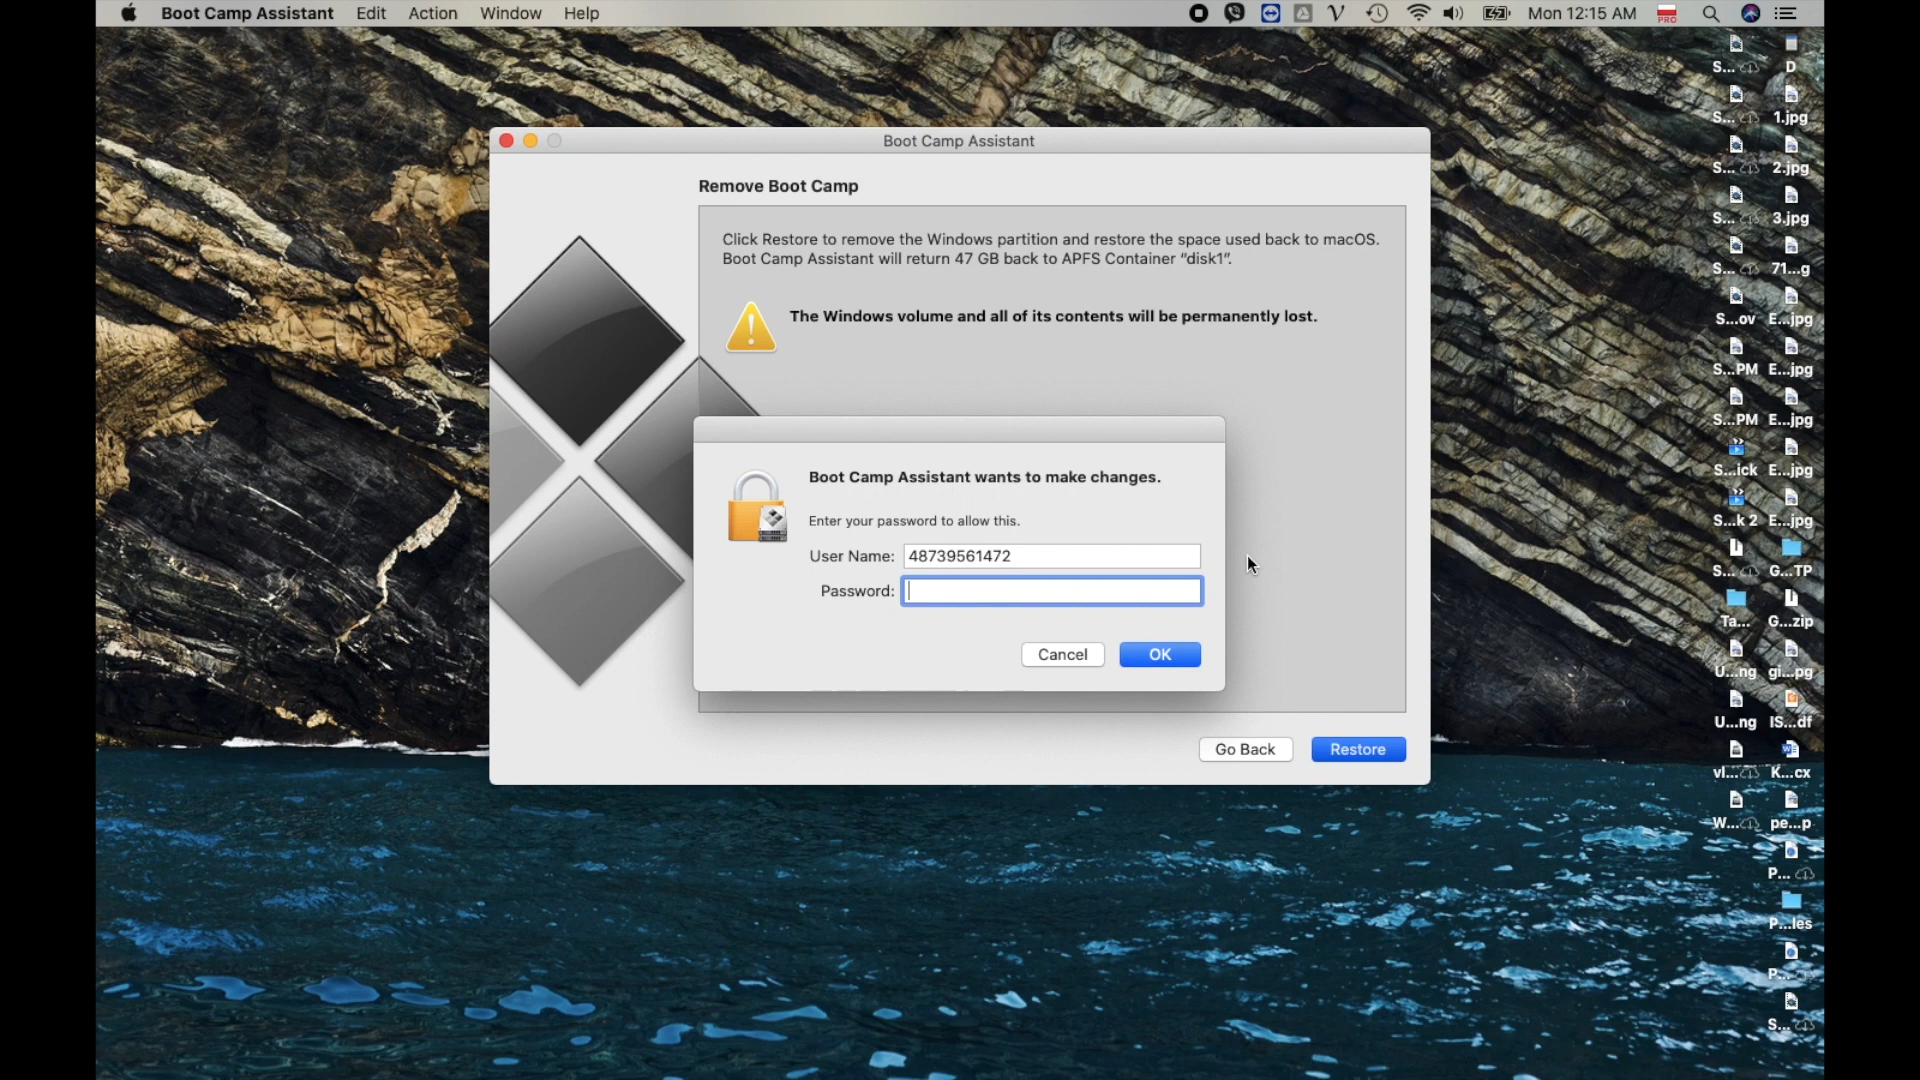 Boot Camp Assistant Edit Action Window Help Mon 12:15 AM PRO
Boot Camp Assistant
Remove Boot Camp
Click Restore to remove the Windows partition and restore the space used back to macOS.
Boot Camp Assistant will return 47 GB back to APFS Container “disk1”.
The Windows volume and all of its contents will be permanently lost.
Boot Camp Assistant wants to make changes.
Enter your password to allow this.
User Name: 48739561472
Password:
Cancel OK
Go Back Restore
S... D
S... 1.jpg
S... 2.jpg
S... 3.jpg
S... 71...g
S...ov E...jpg
S...PM E...jpg
S...PM E...jpg
S...ick E...jpg
S...k 2 E...jpg
S... G...TP
Ta... G...zip
U...ng gi...pg
U...ng IS...df
vl... K...cx
W... pe...p
P...
P...les
P...
S...